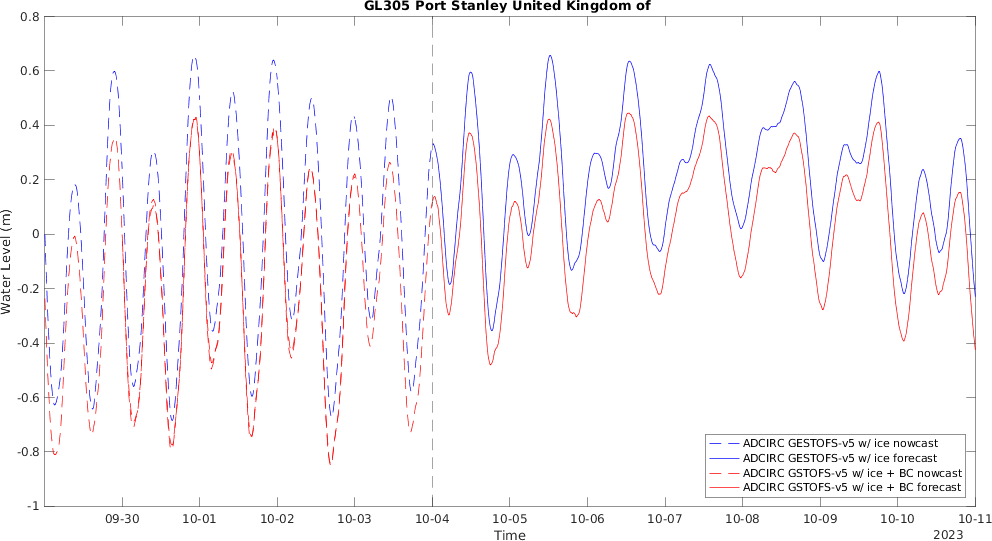 GL305 Port Stanley United Kingdom of
0.8
0.6
0.4
0.2
0
-0.2
-0.4
-0.6
-0.8
-1
Water Level (m)
09-30 10-01 10-02 10-03 10-04 10-05 10-06 10-07 10-08 10-09 10-10 10-11
Time
2023
ADCIRC GESTOFS-v5 w/ ice nowcast
ADCIRC GESTOFS-v5 w/ ice forecast
ADCIRC GSTOFS-v5 w/ ice + BC nowcast
ADCIRC GSTOFS-v5 w/ ice + BC forecast